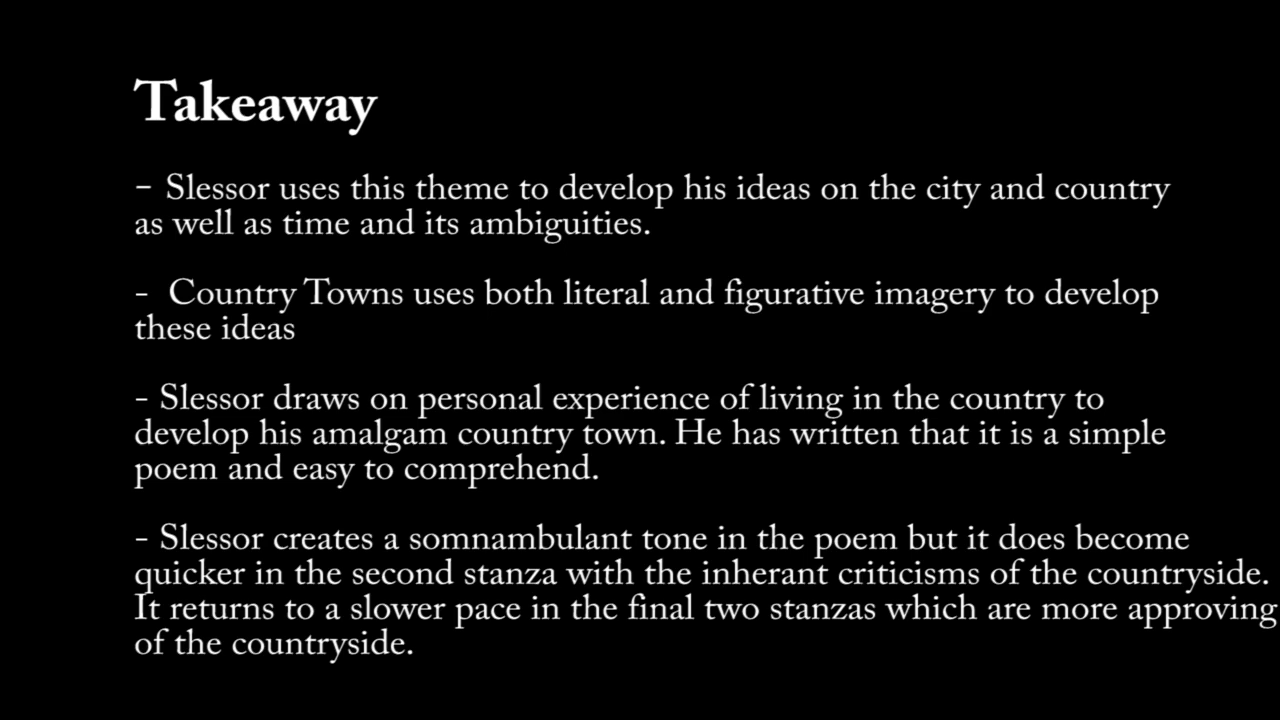 Takeaway
- Slessor uses this theme to develop his ideas on the city and country
as well as time and its ambiguities.
- Country Towns uses both literal and figurative imagery to develop
these ideas
- Slessor draws on personal experience of living in the country to
develop his amalgam country town. He has written that it is a simple
poem and easy to comprehend.
- Slessor creates a somnambulant tone in the poem but it does become
quicker in the second stanza with the inherant criticisms of the countryside.
It returns to a slower pace in the final two stanzas which are more approving
of the countryside.